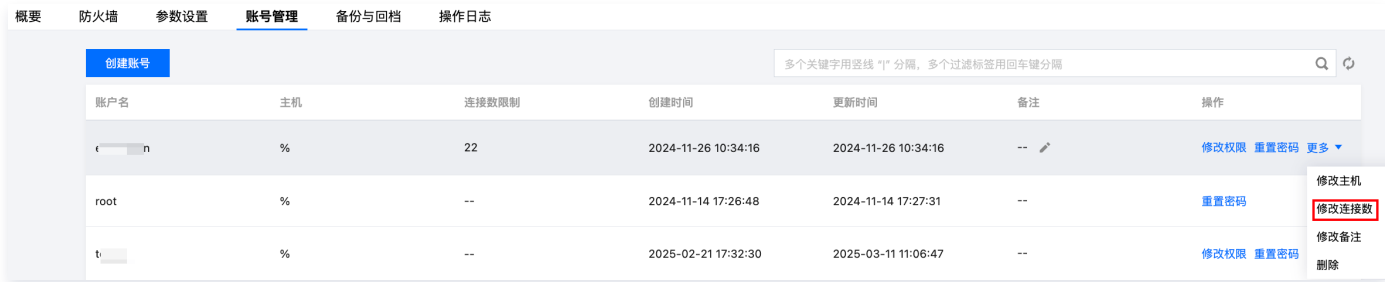 概要 防火墙 参数设置 账号管理 备份与回档 操作日志
创建账号 多个关键字用竖线 "|" 分隔，多个过滤标签用回车键分隔
账户名 主机 连接数限制 创建时间 更新时间 备注 操作
n % 22 2024-11-26 10:34:16 2024-11-26 10:34:16 -- 修改权限 重置密码 更多
修改主机
root % -- 2024-11-14 17:26:48 2024-11-14 17:27:31 -- 重置密码
修改连接数
修改备注
t % -- 2025-02-21 17:32:30 2025-03-11 11:06:47 -- 修改权限 重置密码
删除